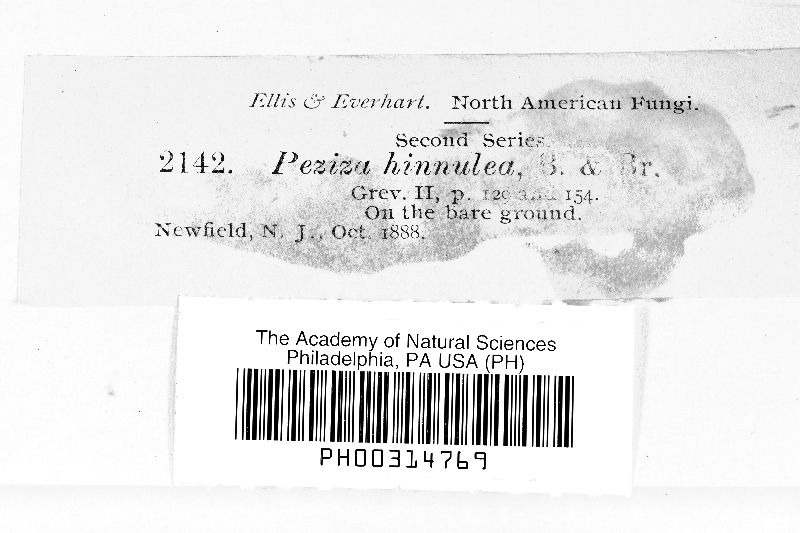 Ellis & Everhart. North American Fungi.
Second Series.
2142. Peziza hinnulea, B. & Br.
Grev. II, p. 129 and 154.
On the bare ground.
Newfield, N. J., Oct. 1888.
The Academy of Natural Sciences
Philadelphia, PA USA (PH)
PH00314769